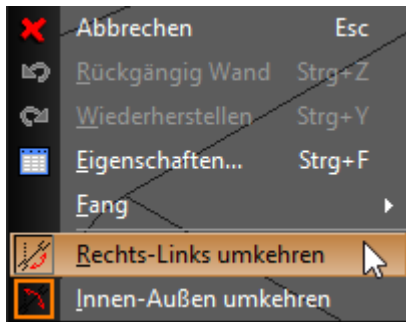 Abbrechen Esc
Rückgängig Wand Strg+Z
Wiederherstellen Strg+Y
Eigenschaften... Strg+F
Fang
Rechts-Links umkehren
Innen-Außen umkehren